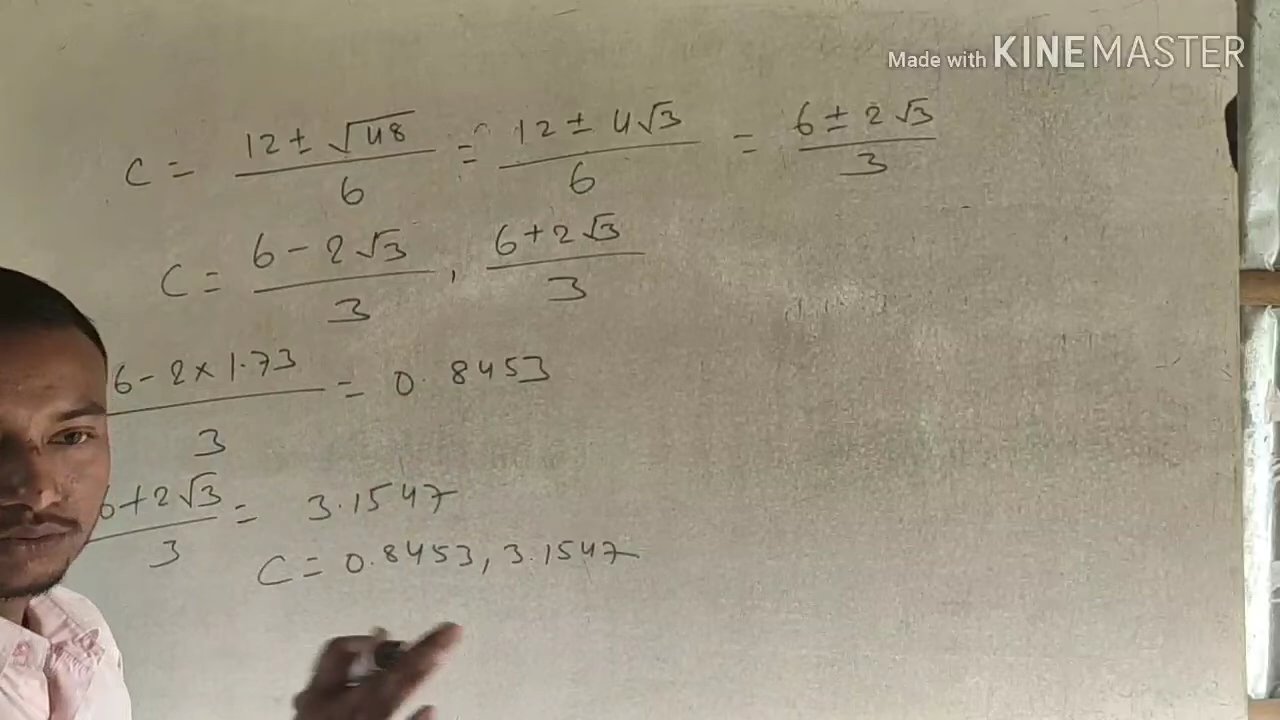 Made with KINEMASTER
C = 12 ± √48 / 6 = 12 ± 4√3 / 6 = 6 ± 2√3 / 3
C = 6 - 2√3 / 3 , 6 + 2√3 / 3
6 - 2 × 1.73 / 3 = 0.8453
6 + 2√3 / 3 = 3.1547
C = 0.8453, 3.1547